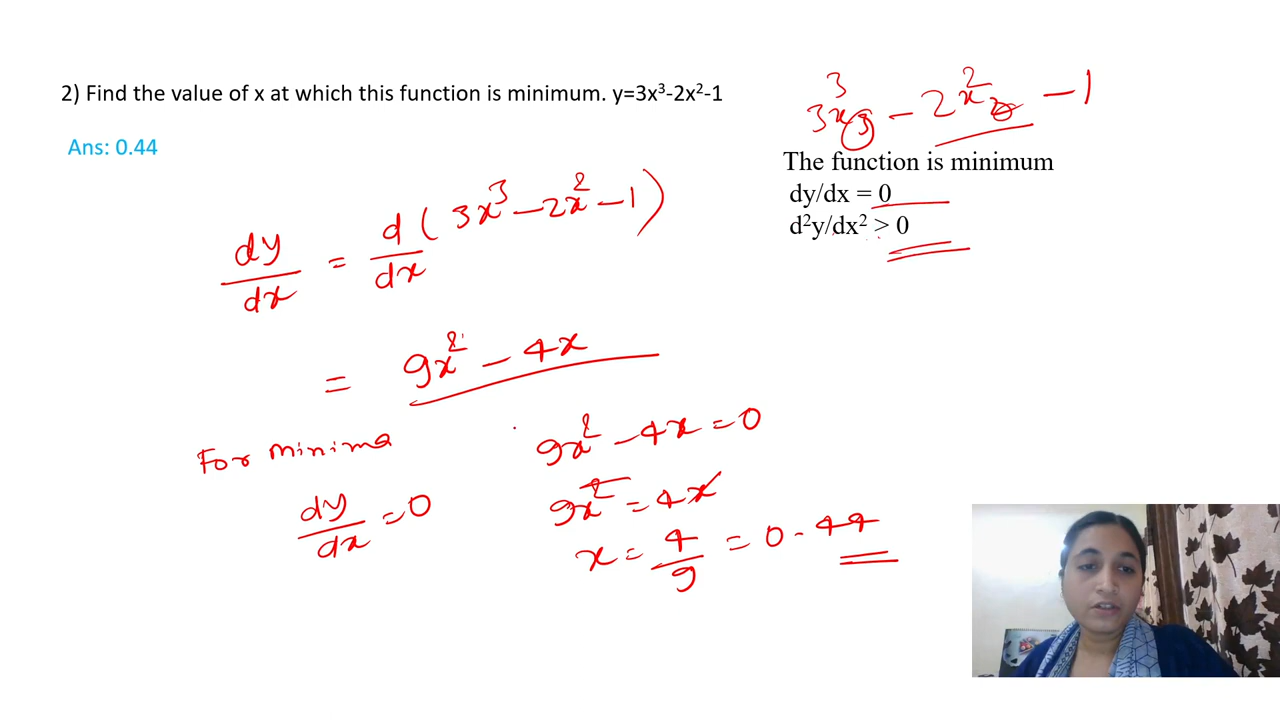 2) Find the value of x at which this function is minimum. y=3x³-2x²-1
Ans: 0.44
3x³ - 2x² - 1
The function is minimum
dy/dx = 0
d²y/dx² > 0
dy/dx = d/dx (3x³ - 2x² - 1)
= 9x² - 4x
For minima
dy/dx = 0
9x² - 4x = 0
9x² = 4x
x = 4/9 = 0.44